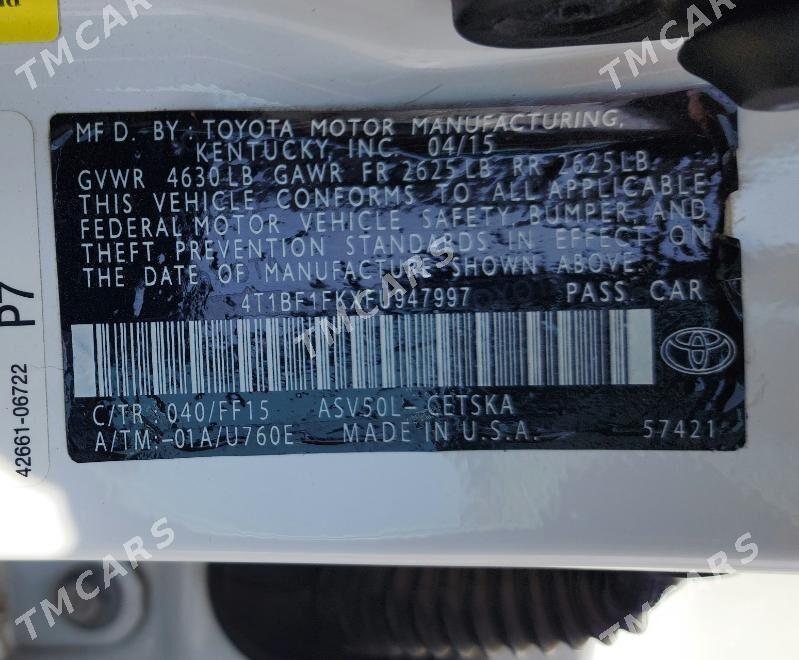 MFD. BY: TOYOTA MOTOR MANUFACTURING,
KENTUCKY, INC. 04/15
GVWR 4630LB GAWR FR 2625LB RR 2625LB
THIS VEHICLE CONFORMS TO ALL APPLICABLE
FEDERAL MOTOR VEHICLE SAFETY, BUMPER, AND
THEFT PREVENTION STANDARDS IN EFFECT ON
THE DATE OF MANUFACTURE SHOWN ABOVE.
4T1BF1FKXFU947997 PASS CAR
C/TR: 040/FF15 ASV50L-CETSKA
A/TM: -01A/U760E MADE IN U.S.A. 57421
P7
42661-06722
TMCARS
TMCARS
TMCARS
TMCARS
TMCARS